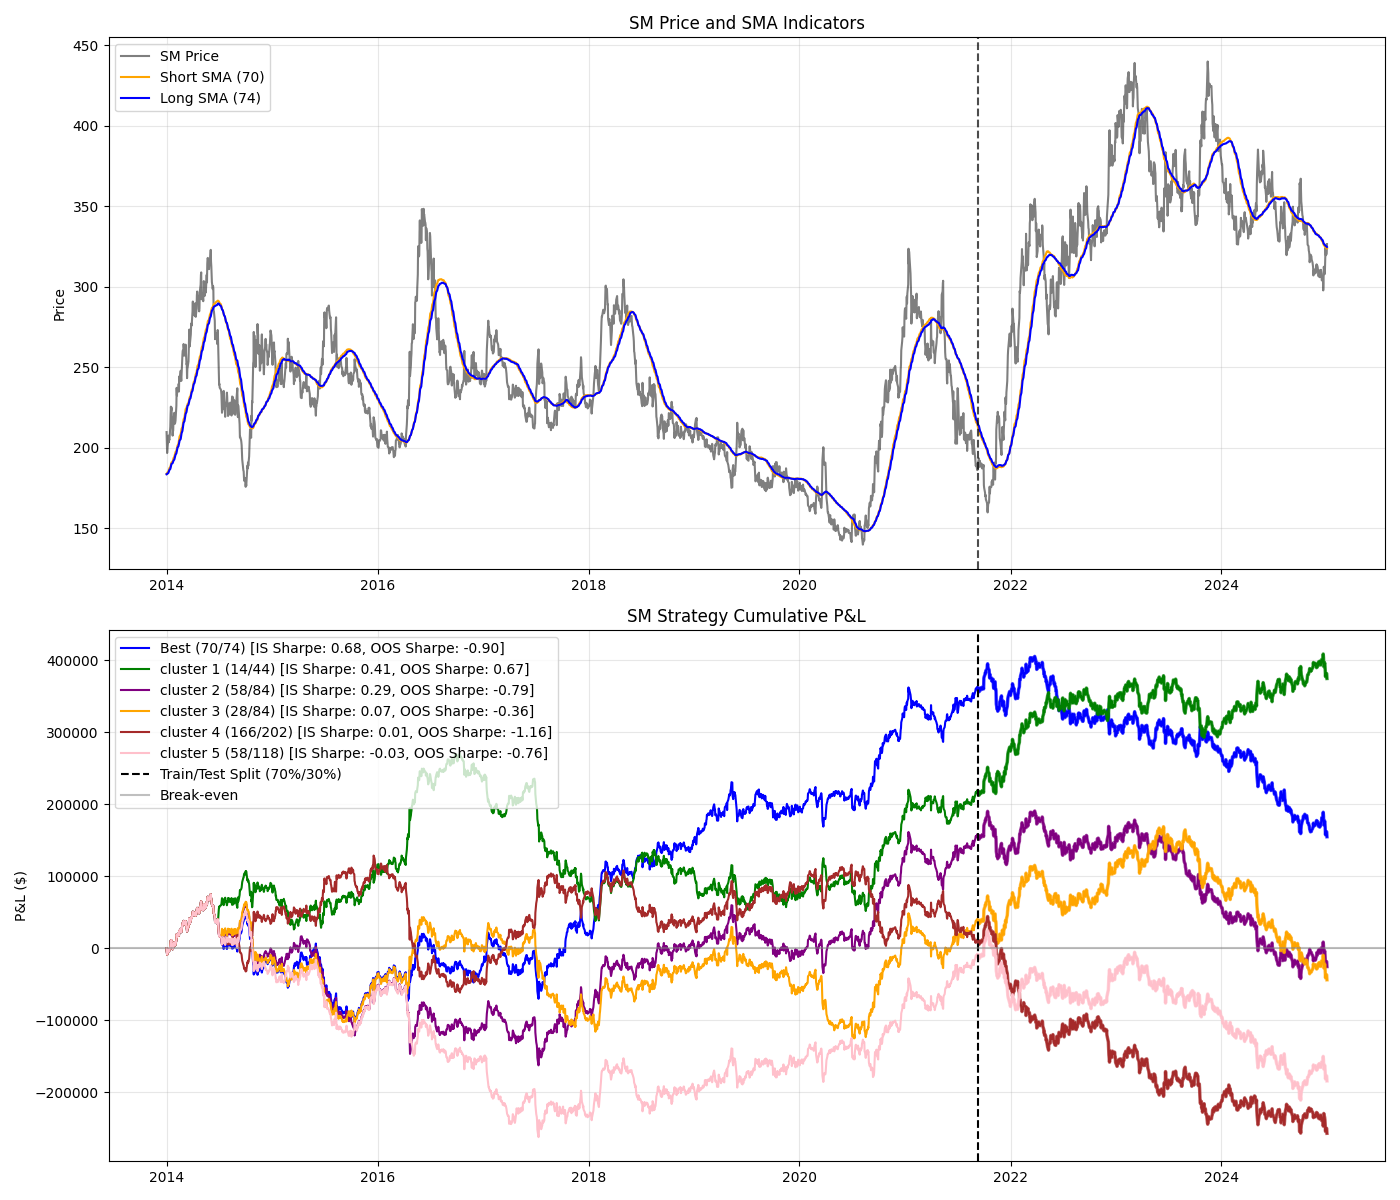 SM Price and SMA Indicators
SM Price
Short SMA (70)
Long SMA (74)
Price
450
400
350
300
250
200
150
2014
2016
2018
2020
2022
2024
SM Strategy Cumulative P&L
Best (70/74) [IS Sharpe: 0.68, OOS Sharpe: -0.90]
cluster 1 (14/44) [IS Sharpe: 0.41, OOS Sharpe: 0.67]
cluster 2 (58/84) [IS Sharpe: 0.29, OOS Sharpe: -0.79]
cluster 3 (28/84) [IS Sharpe: 0.07, OOS Sharpe: -0.36]
cluster 4 (166/202) [IS Sharpe: 0.01, OOS Sharpe: -1.16]
cluster 5 (58/118) [IS Sharpe: -0.03, OOS Sharpe: -0.76]
Train/Test Split (70%/30%)
Break-even
P&L ($)
400000
300000
200000
100000
0
−100000
−200000
2014
2016
2018
2020
2022
2024